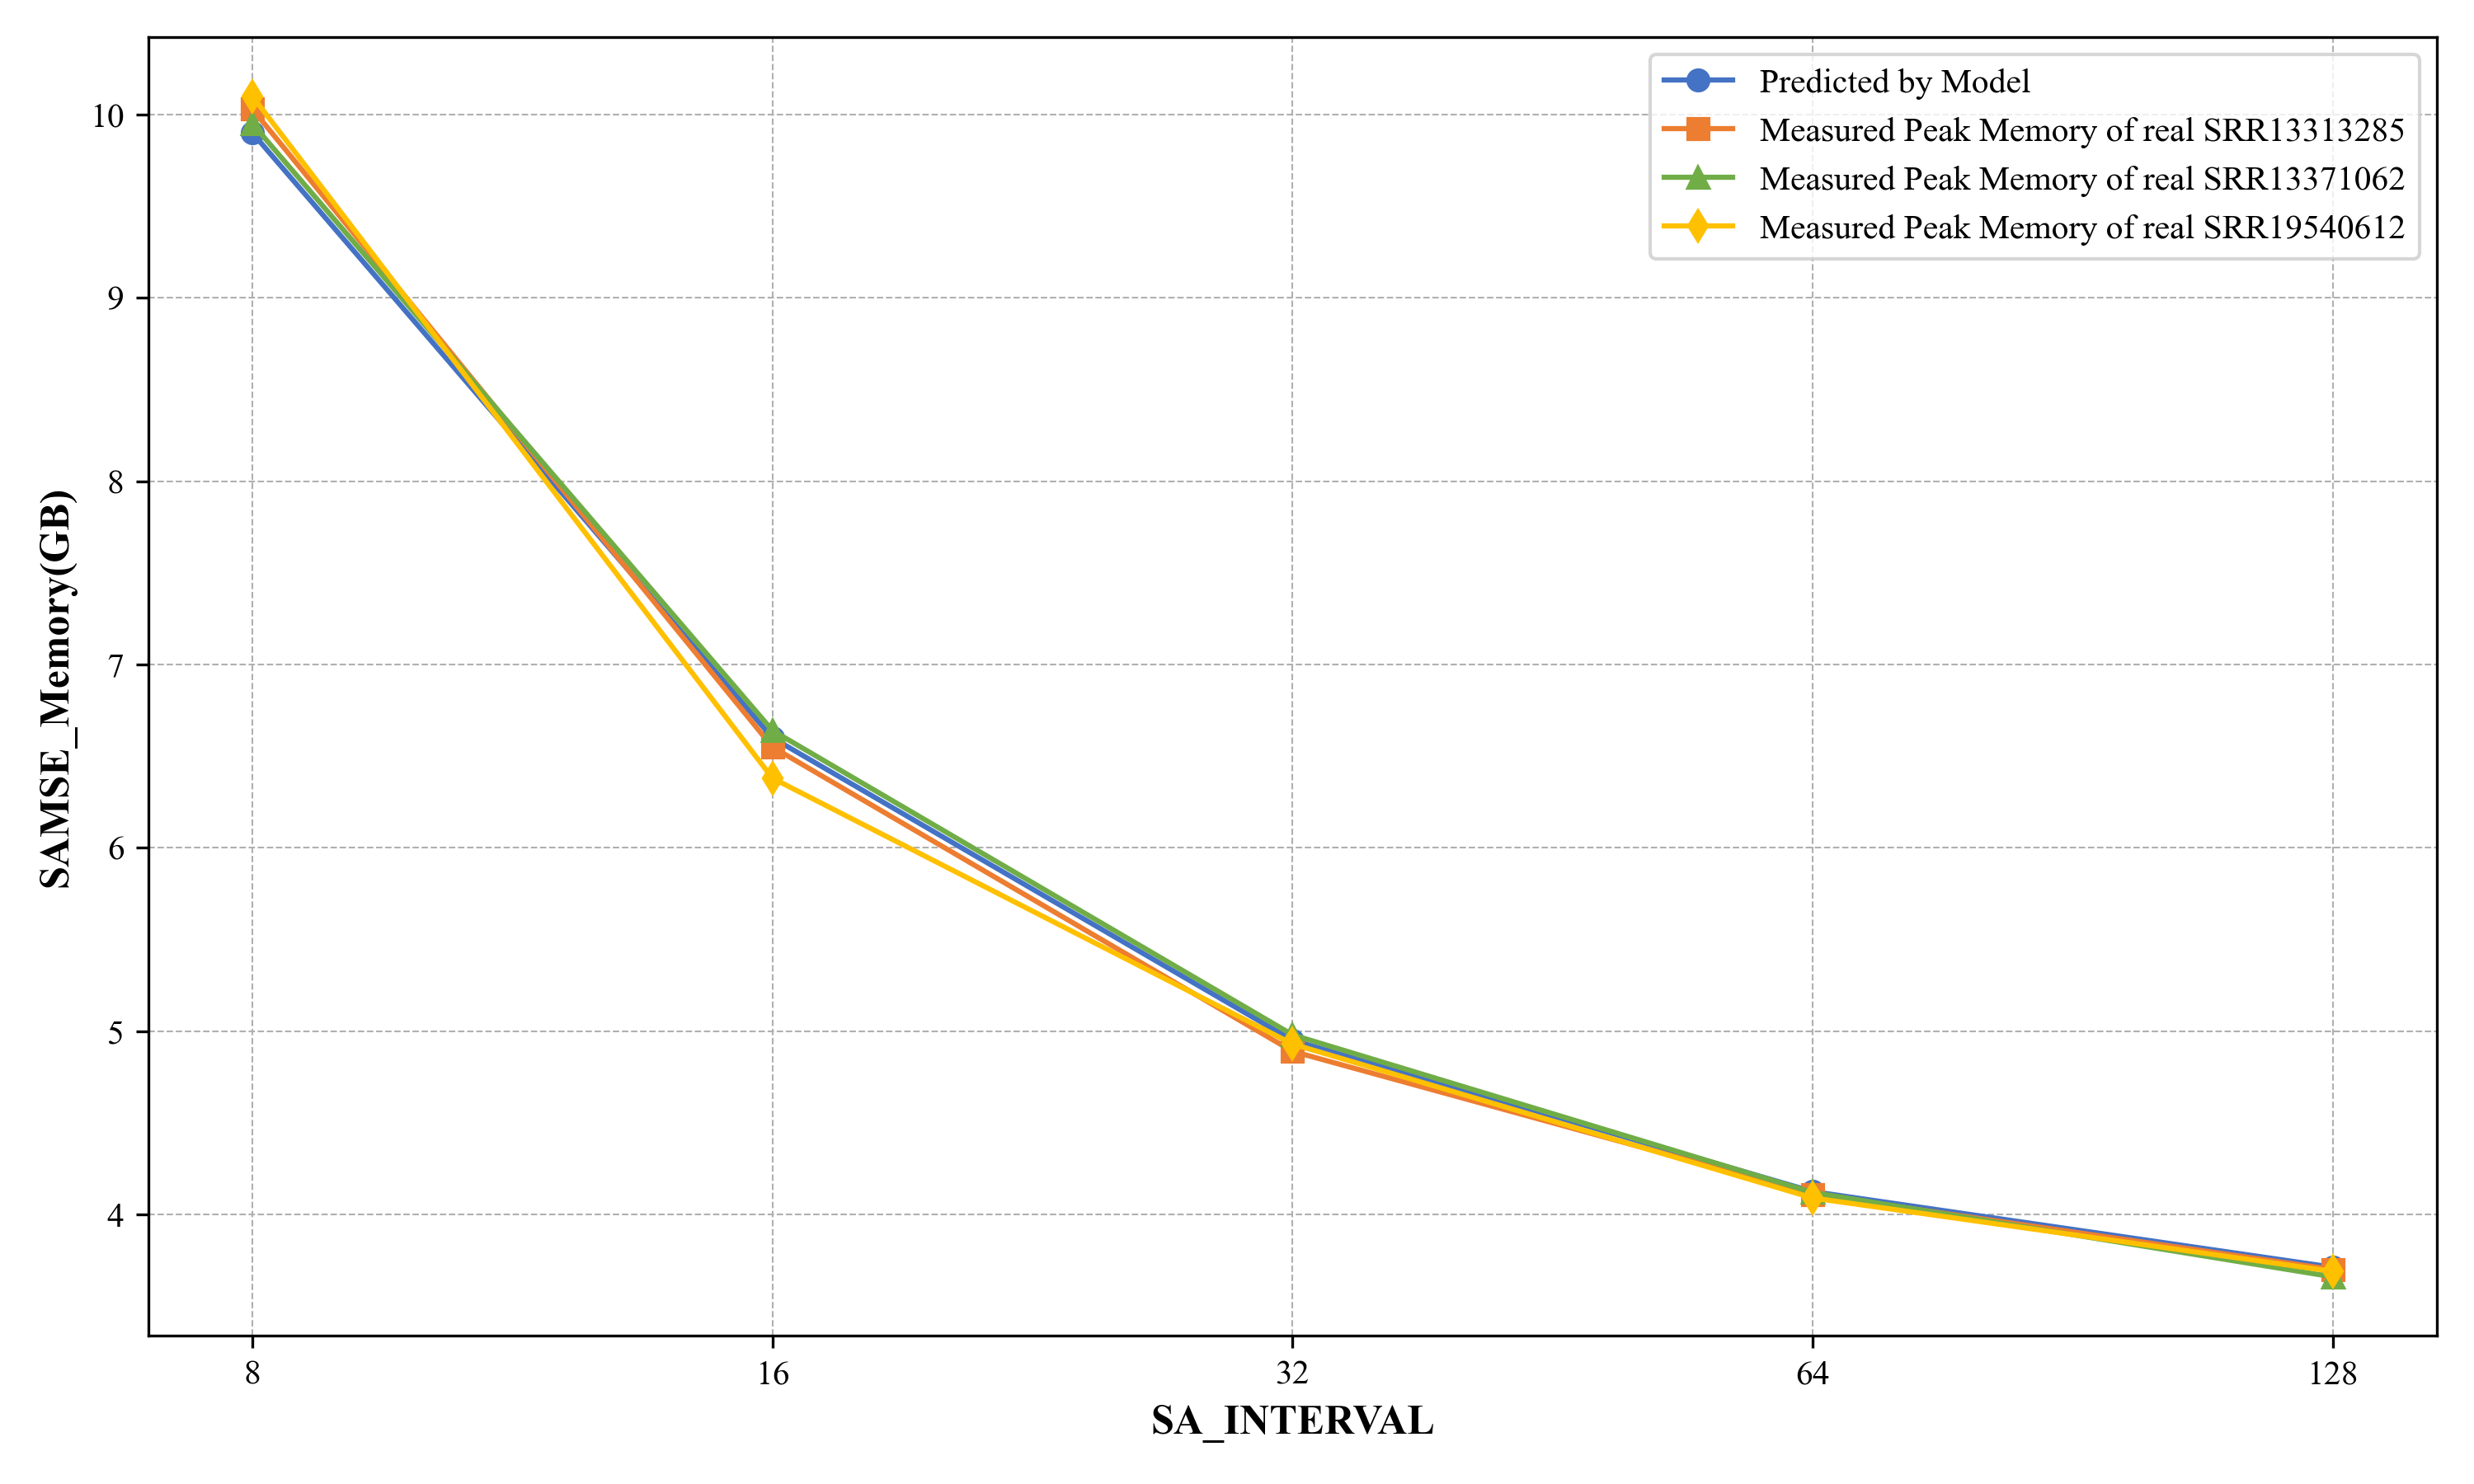 Predicted by Model
Measured Peak Memory of real SRR13313285
Measured Peak Memory of real SRR13371062
Measured Peak Memory of real SRR19540612
SAMSE_Memory(GB)
10
9
8
7
6
5
4
8 16 32 64 128
SA_INTERVAL